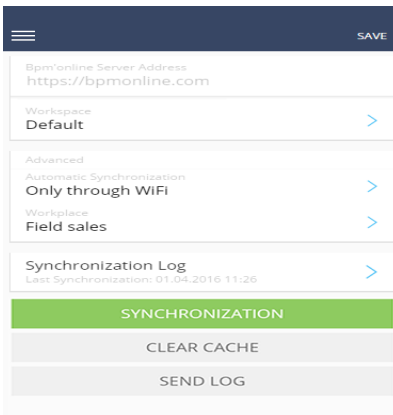 SAVE
Bpm'online Server Address
https://bpmonline.com
Workspace
Default
Advanced
Automatic Synchronization
Only through WiFi
Workplace
Field sales
Synchronization Log
Last Synchronization: 01.04.2016 11:26
SYNCHRONIZATION
CLEAR CACHE
SEND LOG